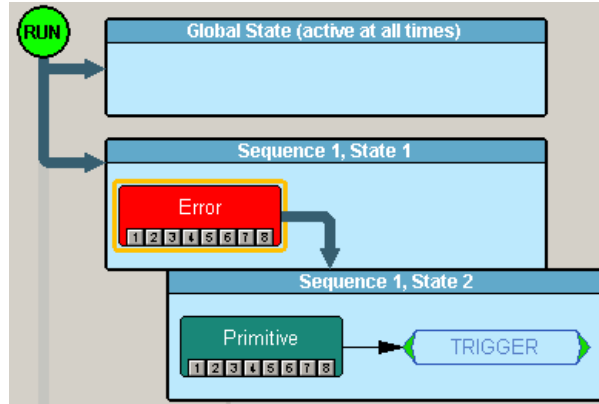 RUN
Global State (active at all times)
Sequence 1, State 1
Error
1 2 3 4 5 6 7 8
Sequence 1, State 2
Primitive
1 2 3 4 5 6 7 8
TRIGGER